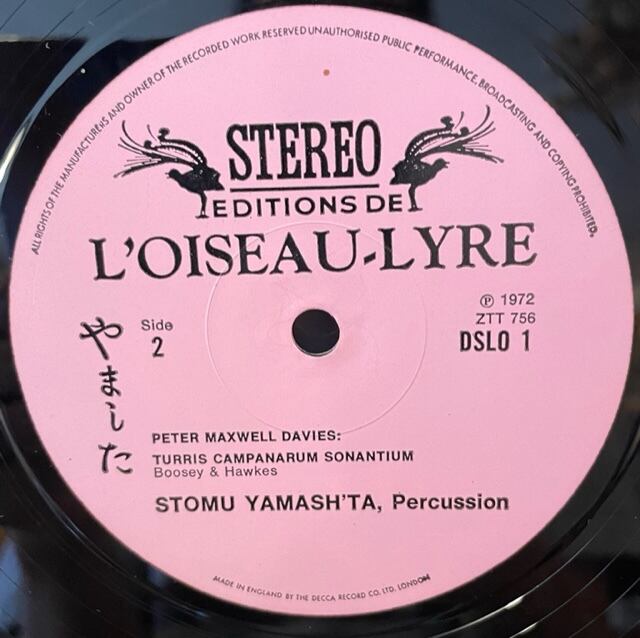 ALL RIGHTS OF THE MANUFACTURERS AND OWNER OF THE RECORDED WORK RESERVED UNAUTHORISED PUBLIC PERFORMANCE, BROADCASTING AND COPYING PROHIBITED.
STEREO
EDITIONS DE
L'OISEAU-LYRE
℗ 1972
ZTT 756
DSLO 1
Side
2
やました
PETER MAXWELL DAVIES:
TURRIS CAMPANARUM SONANTIUM
Boosey & Hawkes
STOMU YAMASH'TA, Percussion
MADE IN ENGLAND BY THE DECCA RECORD CO. LTD. LONDON